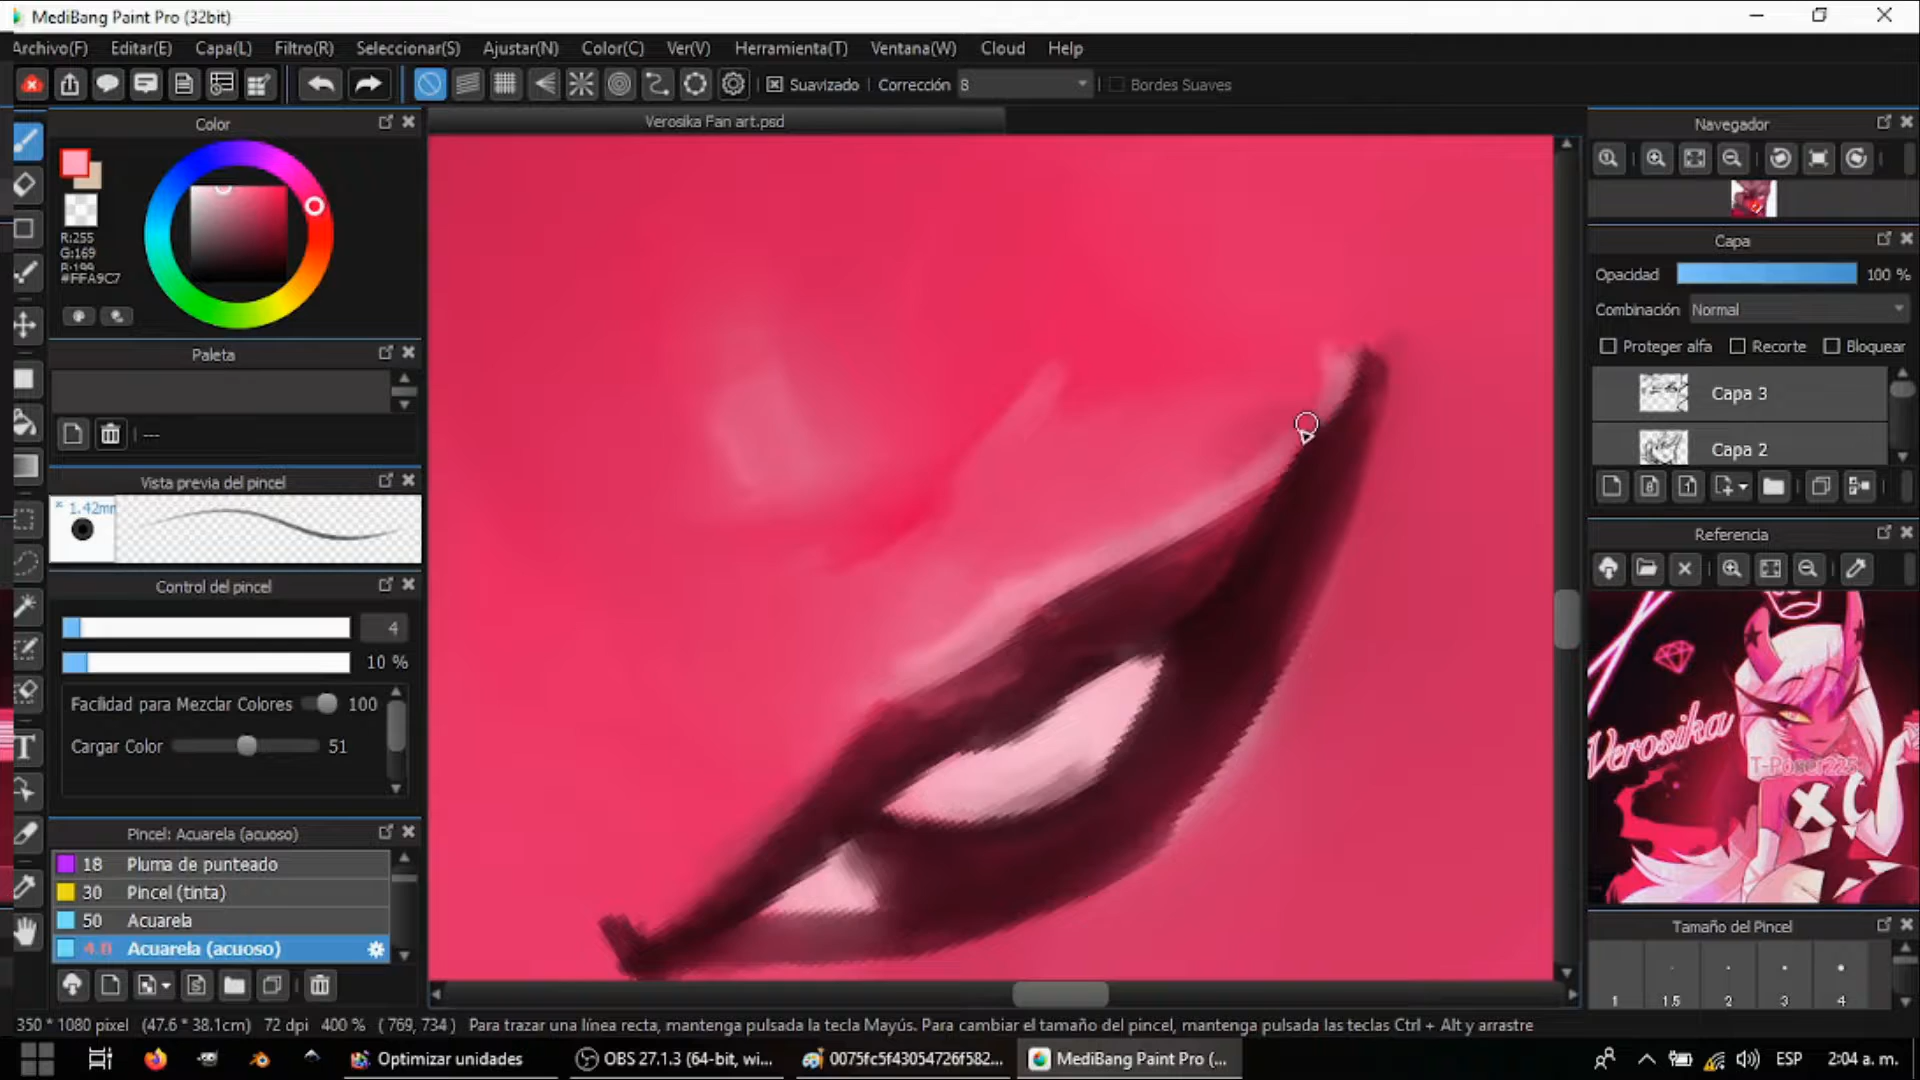 MediBang Paint Pro (32bit)
Archivo(F) Editar(E) Capa(L) Filtro(R) Seleccionar(S) Ajustar(N) Color(C) Ver(V) Herramienta(T) Ventana(W) Cloud Help
Suavizado Corrección 8 Bordes Suaves
Color
R:255
G:169
B:199
#FFA9C7
Paleta
---
Vista previa del pincel
* 1.42mm
Control del pincel
4
10 %
Facilidad para Mezclar Colores 100
Cargar Color 51
Pincel: Acuarela (acuoso)
18 Pluma de punteado
30 Pincel (tinta)
50 Acuarela
4.0 Acuarela (acuoso)
Verosika Fan art.psd
Navegador
Capa
Opacidad 100 %
Combinación Normal
Proteger alfa Recorte Bloquear
Capa 3
Capa 2
Referencia
Verosika
T-Poser225
Tamaño del Pincel
1 1.5 2 3 4
350 * 1080 pixel (47.6 * 38.1cm) 72 dpi 400 % ( 769, 734 ) Para trazar una línea recta, mantenga pulsada la tecla Mayús. Para cambiar el tamaño del pincel, mantenga pulsada las teclas Ctrl + Alt y arrastre
Optimizar unidades OBS 27.1.3 (64-bit, wi... 0075fc5f43054726f582... MediBang Paint Pro (... ESP 2:04 a. m.